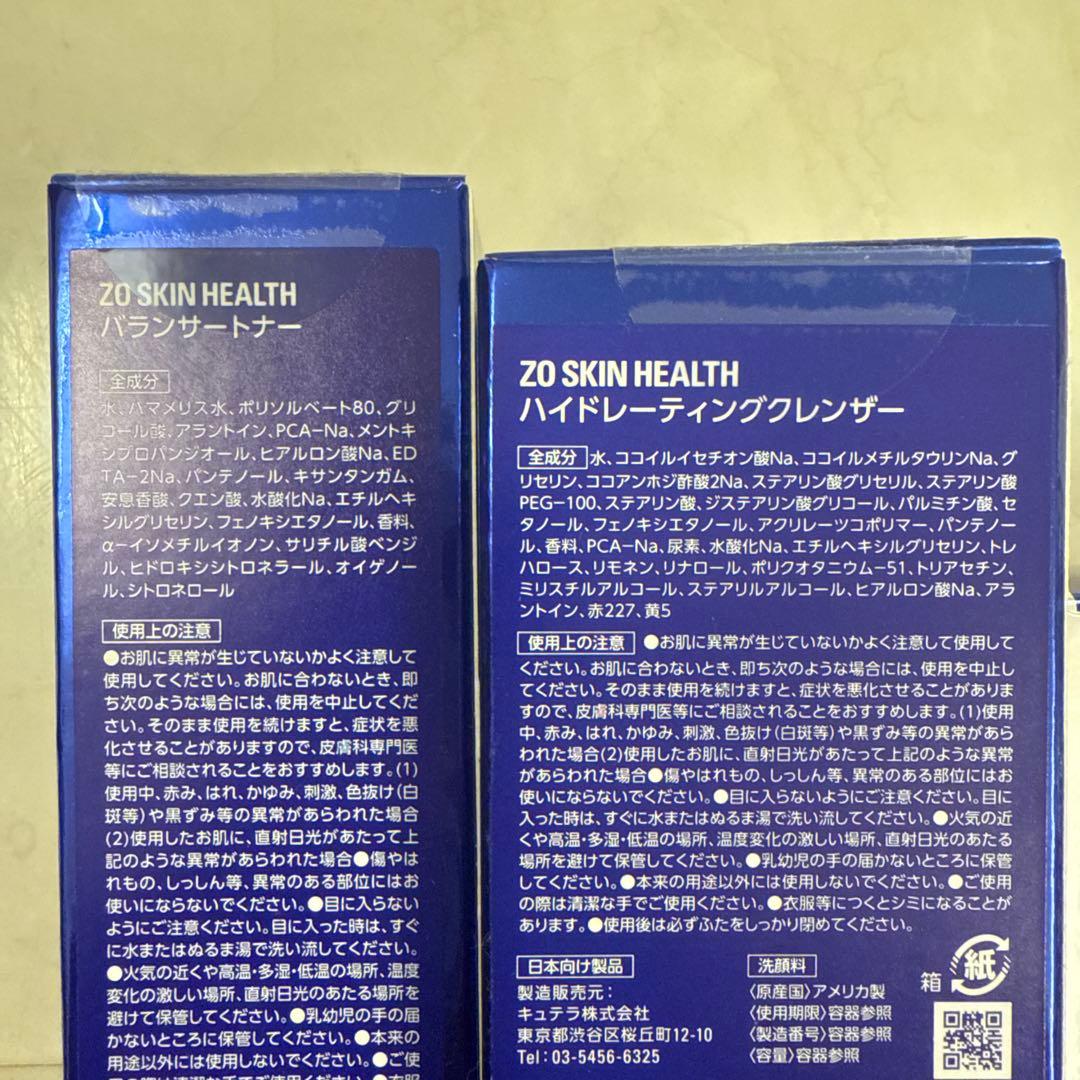 ZO SKIN HEALTH
バランサートナー
全成分
水、ハマメリス水、ポリソルベート80、グリ
コール酸、アラントイン、PCA-Na、メントキ
シプロパンジオール、ヒアルロン酸Na、ED
TA-2Na、パンテノール、キサンタンガム、
安息香酸、クエン酸、水酸化Na、エチルヘキ
シルグリセリン、フェノキシエタノール、香料、
α-イソメチルイオノン、サリチル酸ベンジ
ル、ヒドロキシシトロネラール、オイゲノー
ル、シトロネロール
使用上の注意
●お肌に異常が生じていないかよく注意して
使用してください。お肌に合わないとき、即
ち次のような場合には、使用を中止してくだ
さい。そのまま使用を続けますと、症状を悪
化させることがありますので、皮膚科専門医
等にご相談されることをおすすめします。(1)
使用中、赤み、はれ、かゆみ、刺激、色抜け(白
斑等)や黒ずみ等の異常があらわれた場合
(2)使用したお肌に、直射日光があたって上
記のような異常があらわれた場合●傷やは
れもの、しっしん等、異常のある部位にはお
使いにならないでください。●目に入らない
ようにご注意ください。目に入った時は、すぐ
に水またはぬるま湯で洗い流してください。
●火気の近くや高温・多湿・低温の場所、温度
変化の激しい場所、直射日光のあたる場所を
避けて保管してください。●乳幼児の手の届
かないところに保管してください。●本来の
用途以外には使用しないでください。●ご使
ZO SKIN HEALTH
ハイドレーティングクレンザー
全成分 水、ココイルイセチオン酸Na、ココイルメチルタウリンNa、グ
リセリン、ココアンホジ酢酸2Na、ステアリン酸グリセリル、ステアリン酸
PEG-100、ステアリン酸、ジステアリン酸グリコール、パルミチン酸、セ
タノール、フェノキシエタノール、アクリレーツコポリマー、パンテノー
ル、香料、PCA-Na、尿素、水酸化Na、エチルヘキシルグリセリン、トレ
ハロース、リモネン、リナロール、ポリクオタニウム-51、トリアセチン、
ミリスチルアルコール、ステアリルアルコール、ヒアルロン酸Na、アラ
ントイン、赤227、黄5
使用上の注意 ●お肌に異常が生じていないかよく注意して使用して
ください。お肌に合わないとき、即ち次のような場合には、使用を中止し
てください。そのまま使用を続けますと、症状を悪化させることがありま
すので、皮膚科専門医等にご相談されることをおすすめします。(1)使用
中、赤み、はれ、かゆみ、刺激、色抜け(白斑等)や黒ずみ等の異常があら
われた場合(2)使用したお肌に、直射日光があたって上記のような異常
があらわれた場合●傷やはれもの、しっしん等、異常のある部位にはお
使いにならないでください。●目に入らないようにご注意ください。目に
入った時は、すぐに水またはぬるま湯で洗い流してください。●火気の近
くや高温・多湿・低温の場所、温度変化の激しい場所、直射日光のあたる
場所を避けて保管してください。●乳幼児の手の届かないところに保管
してください。●本来の用途以外には使用しないでください。●ご使用
の際は清潔な手でご使用ください。●衣服等につくとシミになることが
あります。●使用後は必ずふたをしっかり閉めてください。
日本向け製品
製造販売元：
キュテラ株式会社
東京都渋谷区桜丘町12-10
Tel：03-5456-6325
洗顔料
〈原産国〉アメリカ製
〈使用期限〉容器参照
〈製造番号〉容器参照
〈容量〉容器参照
箱 紙